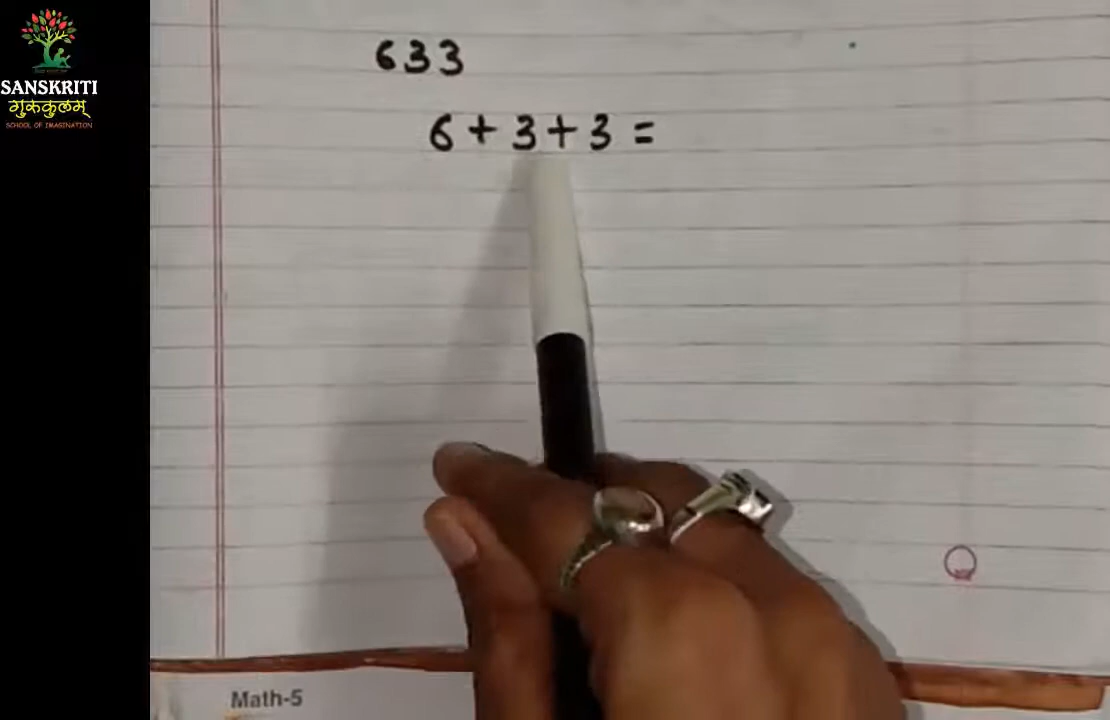 SANSKRITI
गुरुकुलम्
SCHOOL OF IMAGINATION
633
6 + 3 + 3 =
Math-5